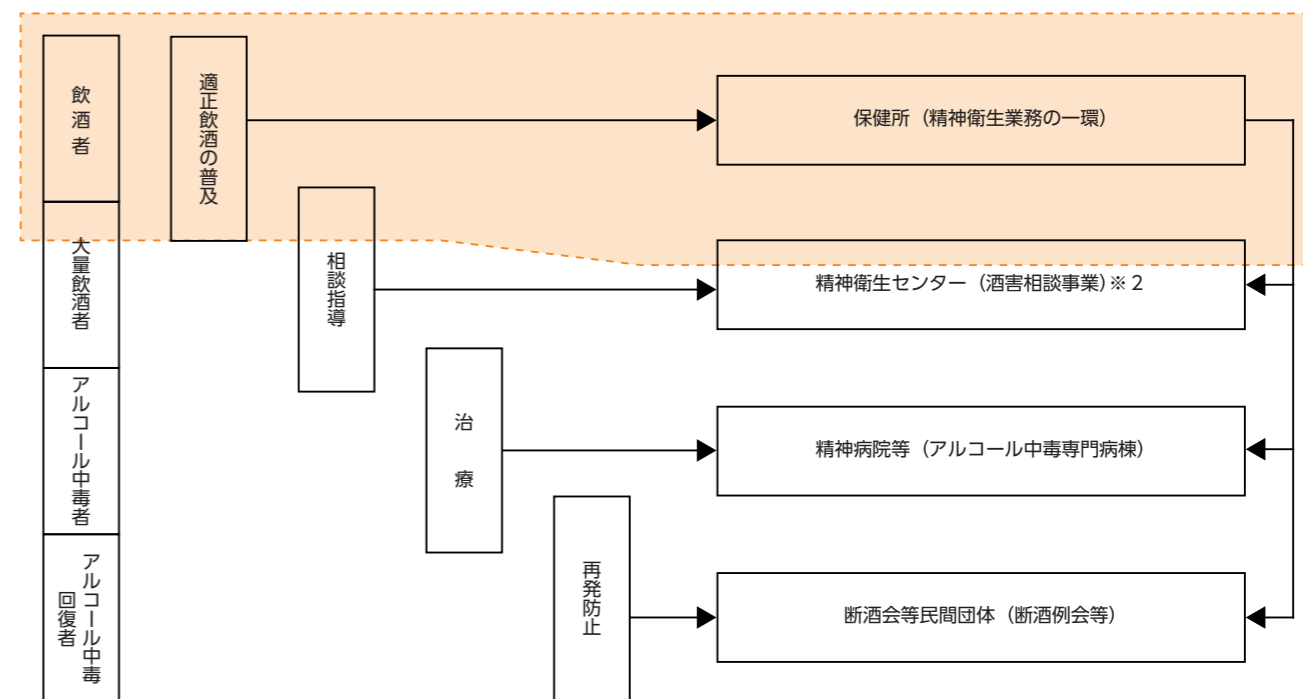 飲酒者
適正飲酒の普及
保健所（精神衛生業務の一環）
大量飲酒者
相談指導
精神衛生センター（酒害相談事業）※２
アルコール中毒者
治療
精神病院等（アルコール中毒専門病棟）
アルコール中毒
回復者
再発防止
断酒会等民間団体（断酒例会等）